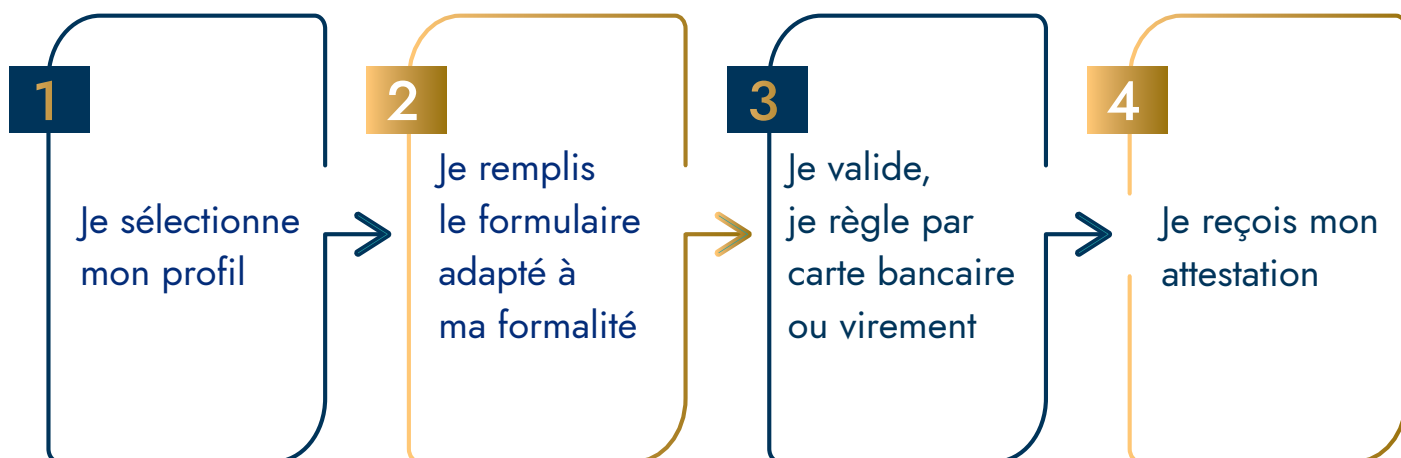 1
Je sélectionne
mon profil
2
Je remplis
le formulaire
adapté à
ma formalité
3
Je valide,
je règle par
carte bancaire
ou virement
4
Je reçois mon
attestation